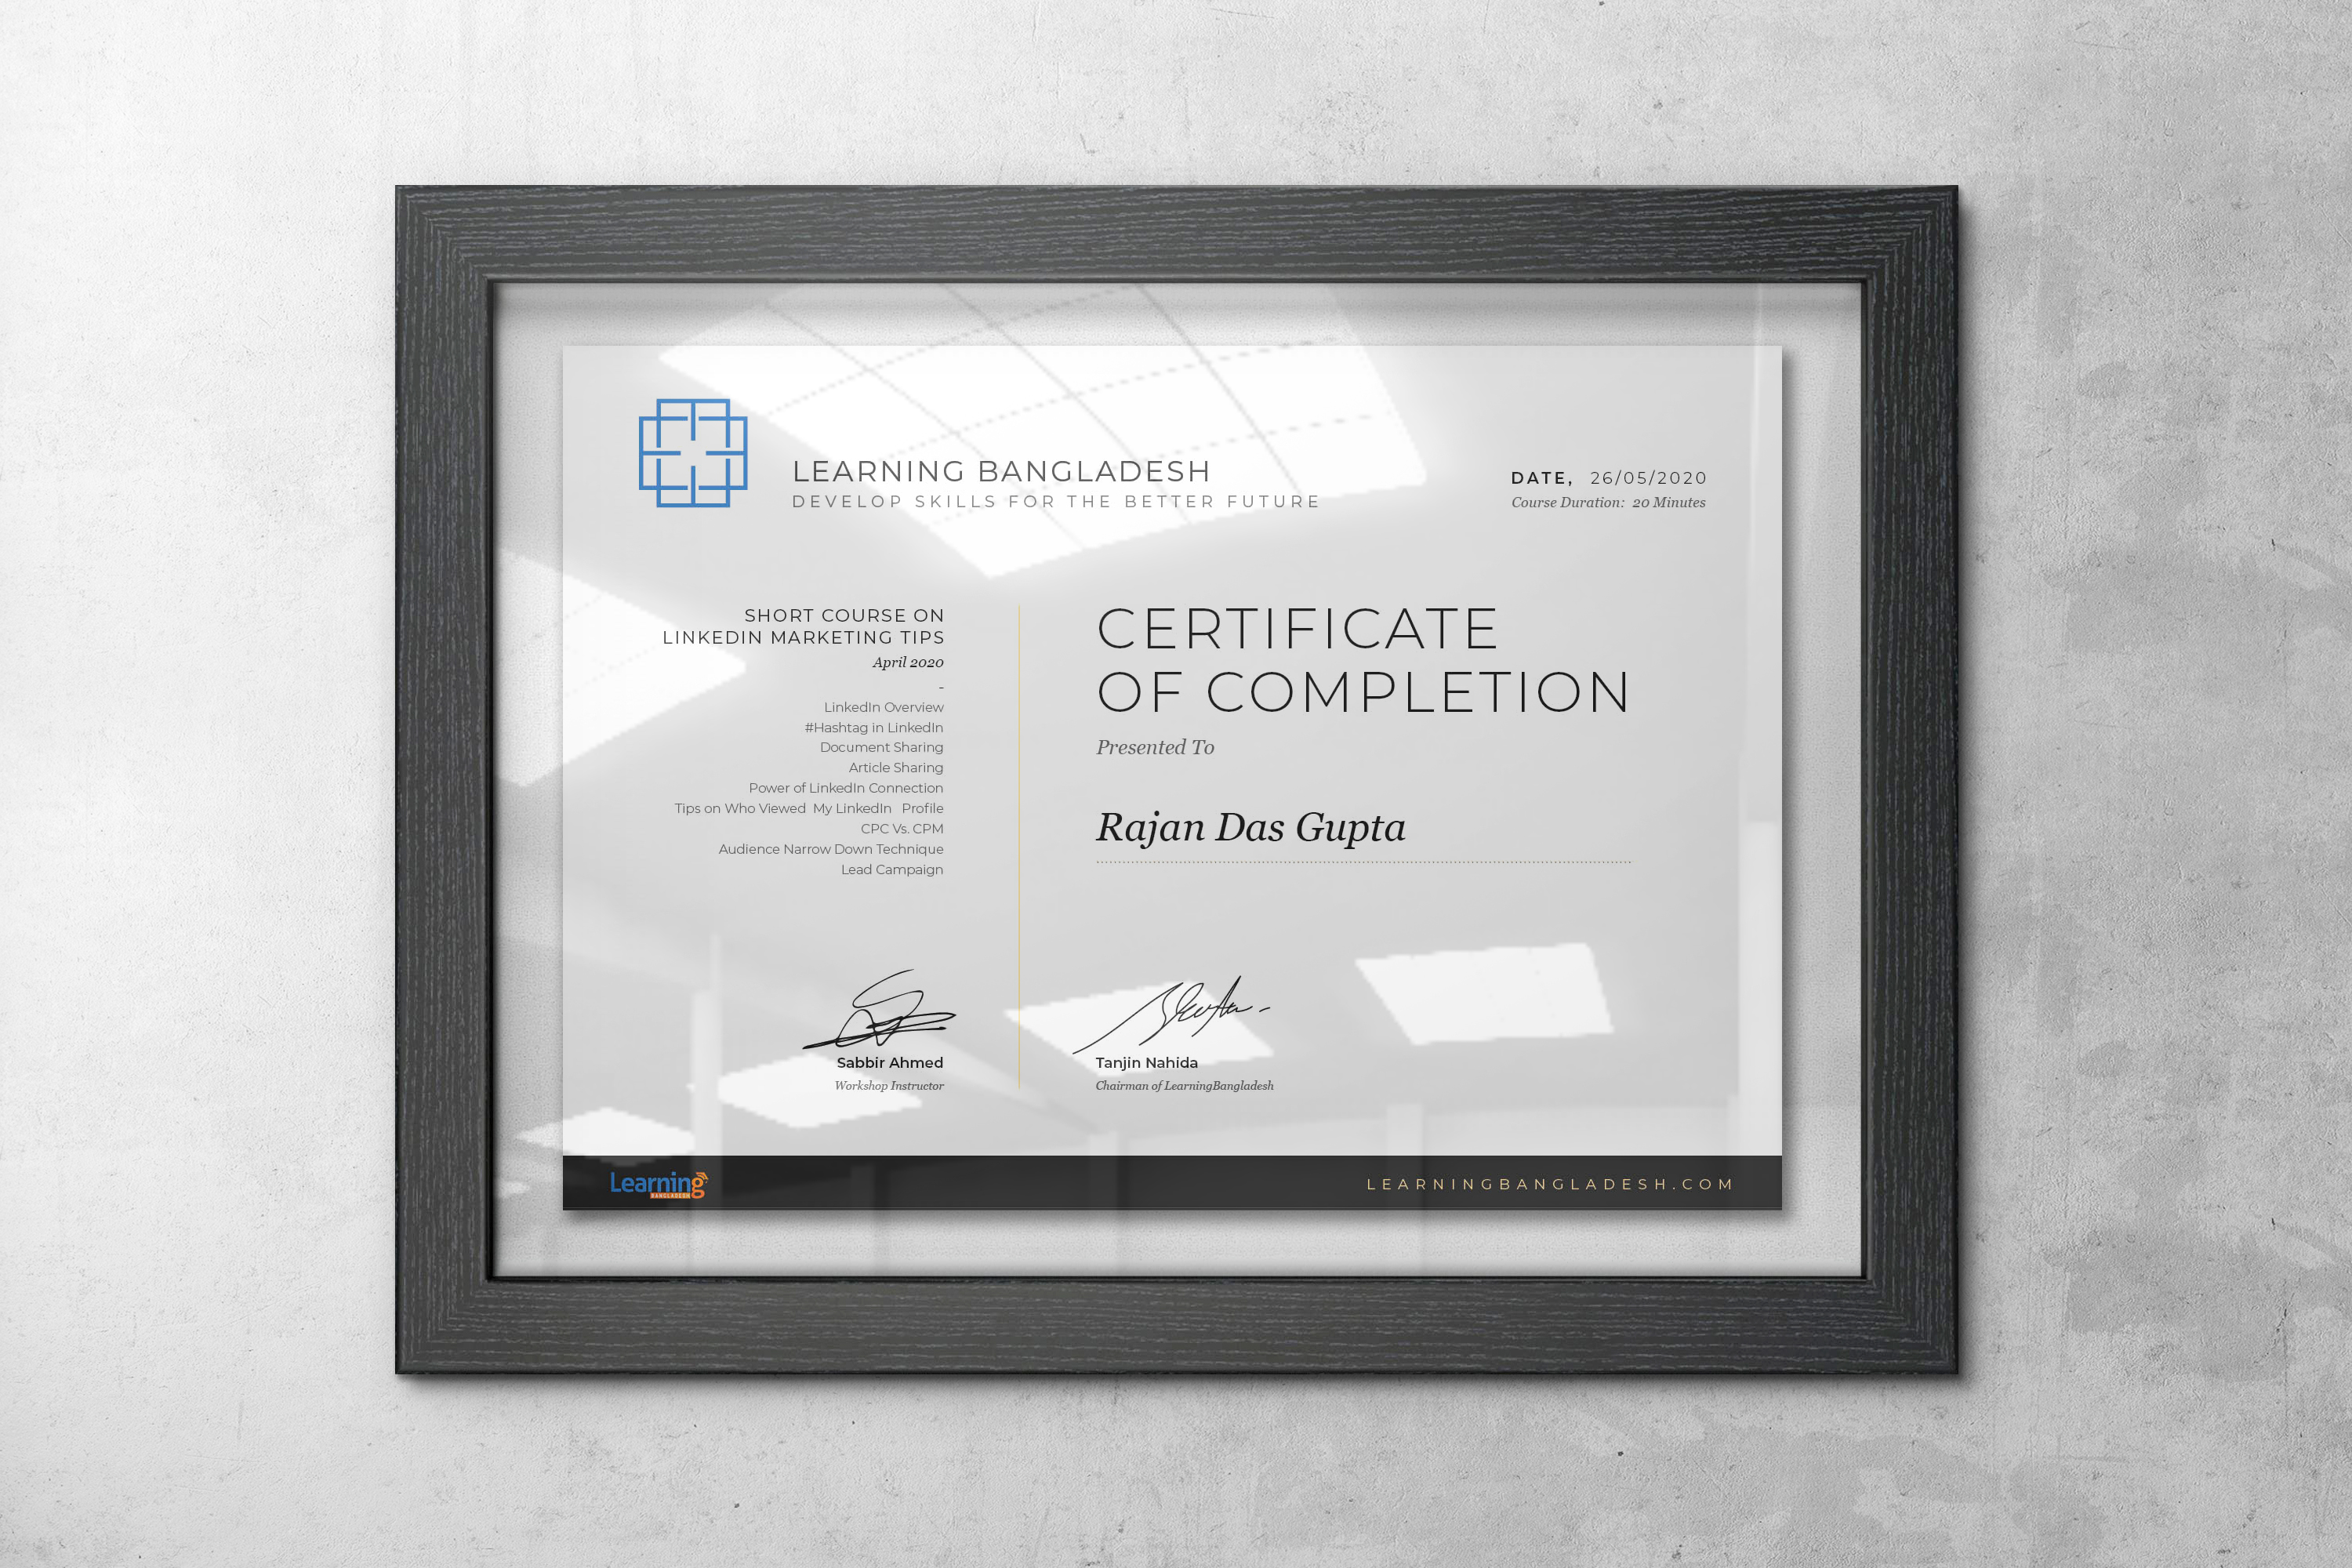 LEARNING BANGLADESH
DEVELOP SKILLS FOR THE BETTER FUTURE
DATE, 26/05/2020
Course Duration: 20 Minutes
SHORT COURSE ON
LINKEDIN MARKETING TIPS
April 2020
-
LinkedIn Overview
#Hashtag in LinkedIn
Document Sharing
Article Sharing
Power of LinkedIn Connection
Tips on Who Viewed My LinkedIn Profile
CPC Vs. CPM
Audience Narrow Down Technique
Lead Campaign
CERTIFICATE
OF COMPLETION
Presented To
Rajan Das Gupta
Sabbir Ahmed
Workshop Instructor
Tanjin Nahida
Chairman of LearningBangladesh
Learning
BANGLADESH
LEARNINGBANGLADESH.COM